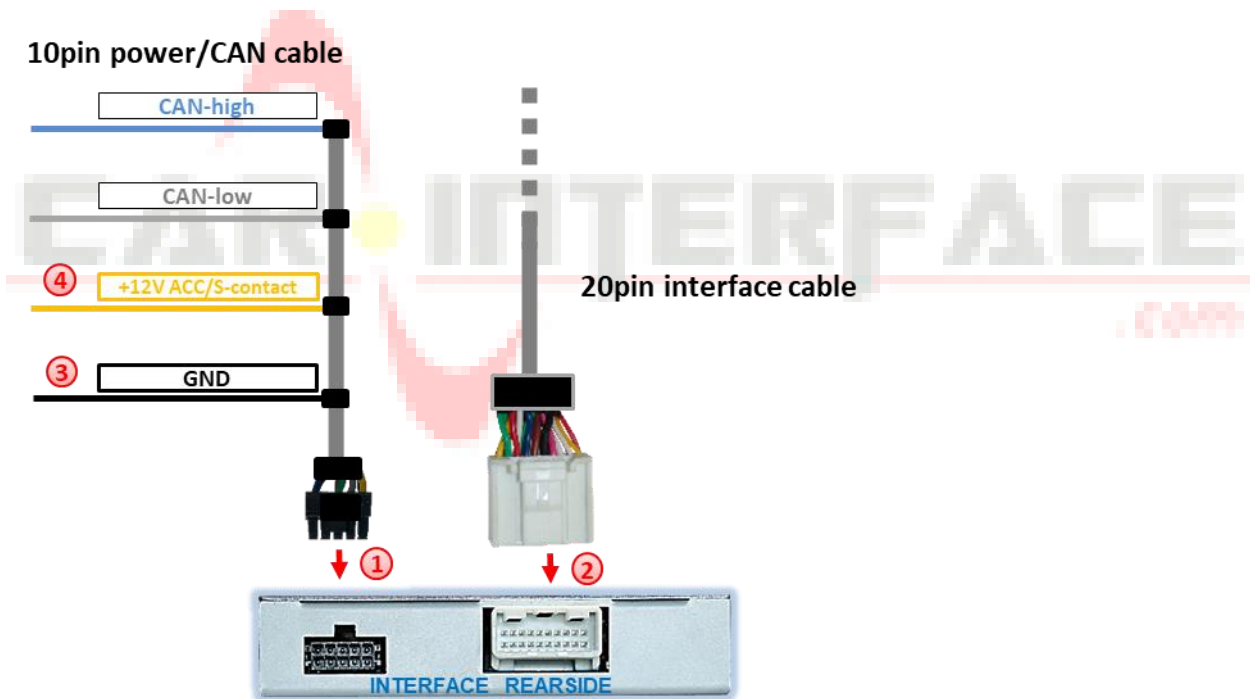 10pin power/CAN cable
CAN-high
CAN-low
CAR INTERFACE
4 +12V ACC/S-contact
20pin interface cable
.com
3 GND
1
2
INTERFACE REARSIDE